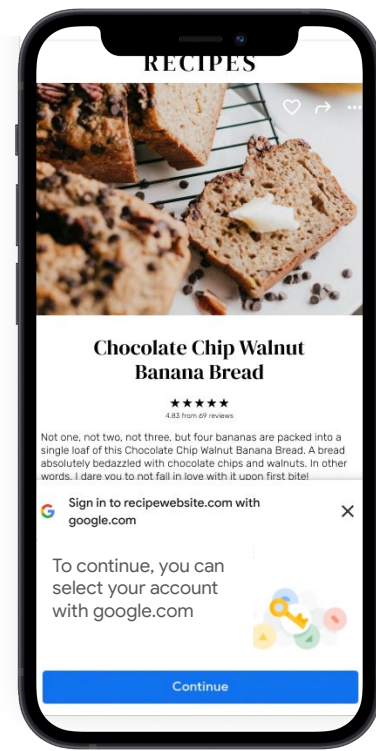 RECIPES
Chocolate Chip Walnut
Banana Bread
4.83 from 69 reviews
Not one, not two, not three, but four bananas are packed into a
single loaf of this Chocolate Chip Walnut Banana Bread. A bread
absolutely bedazzled with chocolate chips and walnuts. In other
words, I dare you to not fall in love with it upon first bite!
Sign in to recipewebsite.com with
google.com
To continue, you can
select your account
with google.com
Continue